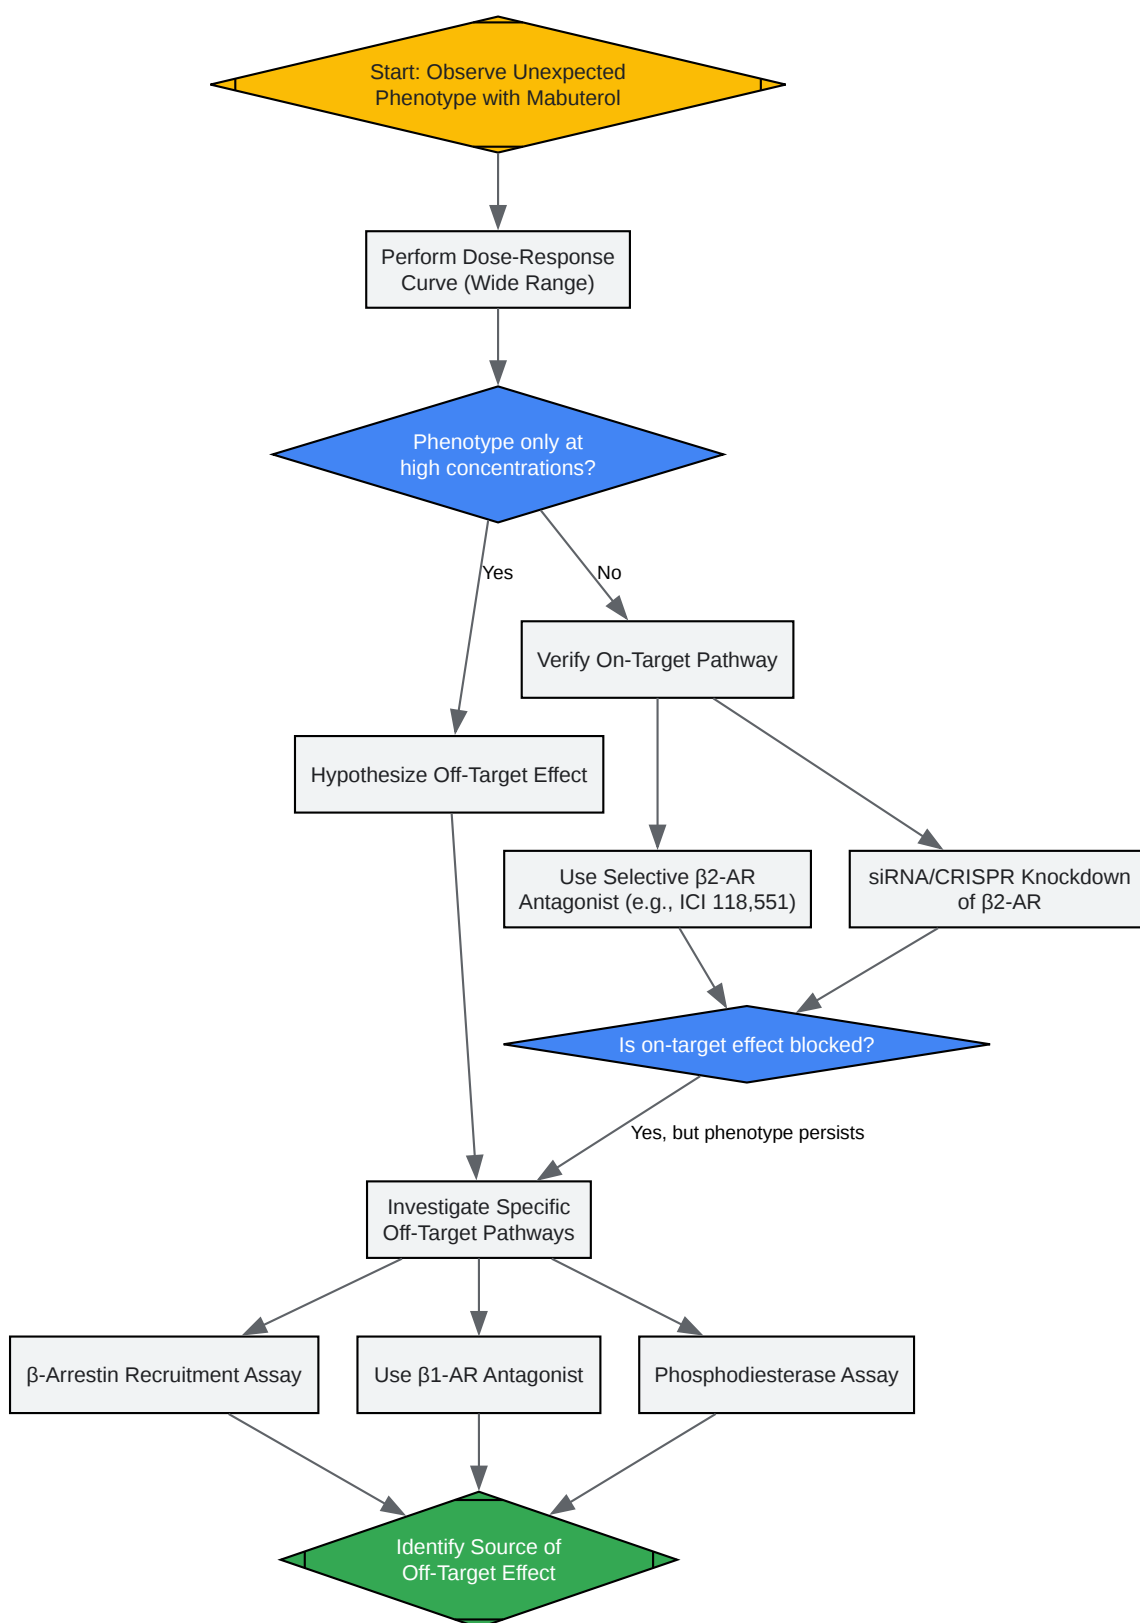 Start: Observe Unexpected
Phenotype with Mabuterol
Perform Dose-Response
Curve (Wide Range)
Phenotype only at
high concentrations?
Yes
No
Verify On-Target Pathway
Hypothesize Off-Target Effect
Use Selective β2-AR
Antagonist (e.g., ICI 118,551)
siRNA/CRISPR Knockdown
of β2-AR
Is on-target effect blocked?
Yes, but phenotype persists
Investigate Specific
Off-Target Pathways
β-Arrestin Recruitment Assay
Use β1-AR Antagonist
Phosphodiesterase Assay
Identify Source of
Off-Target Effect